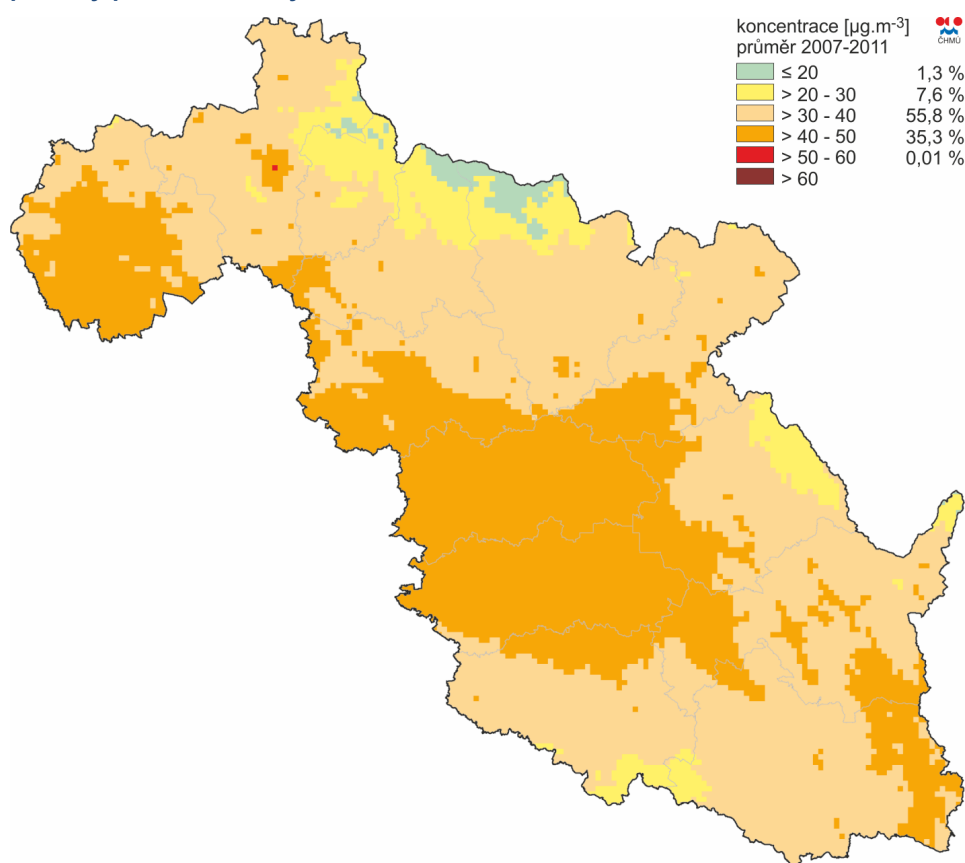 koncentrace [µg.m⁻³]
průměr 2007-2011
ČHMÚ
≤ 20 1,3 %
> 20 - 30 7,6 %
> 30 - 40 55,8 %
> 40 - 50 35,3 %
> 50 - 60 0,01 %
> 60